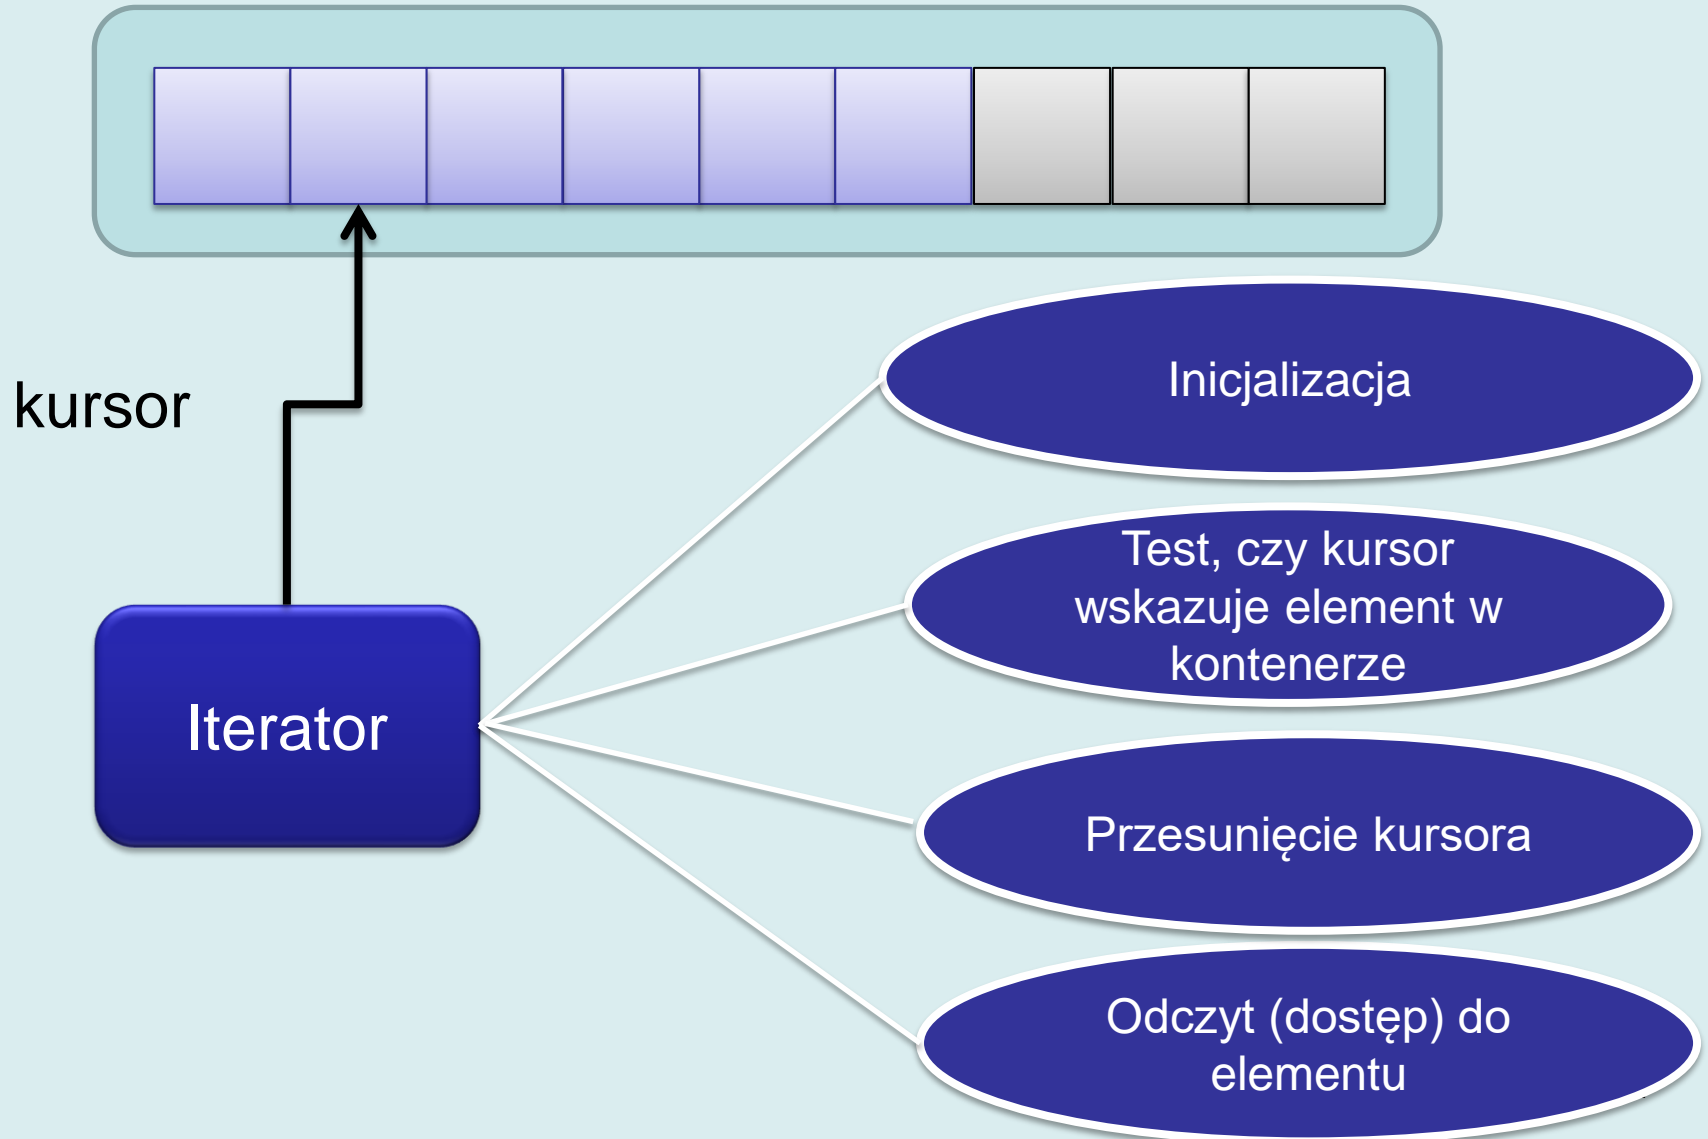 kursor
Iterator
Inicjalizacja
Test, czy kursor
wskazuje element w
kontenerze
Przesunięcie kursora
Odczyt (dostęp) do
elementu